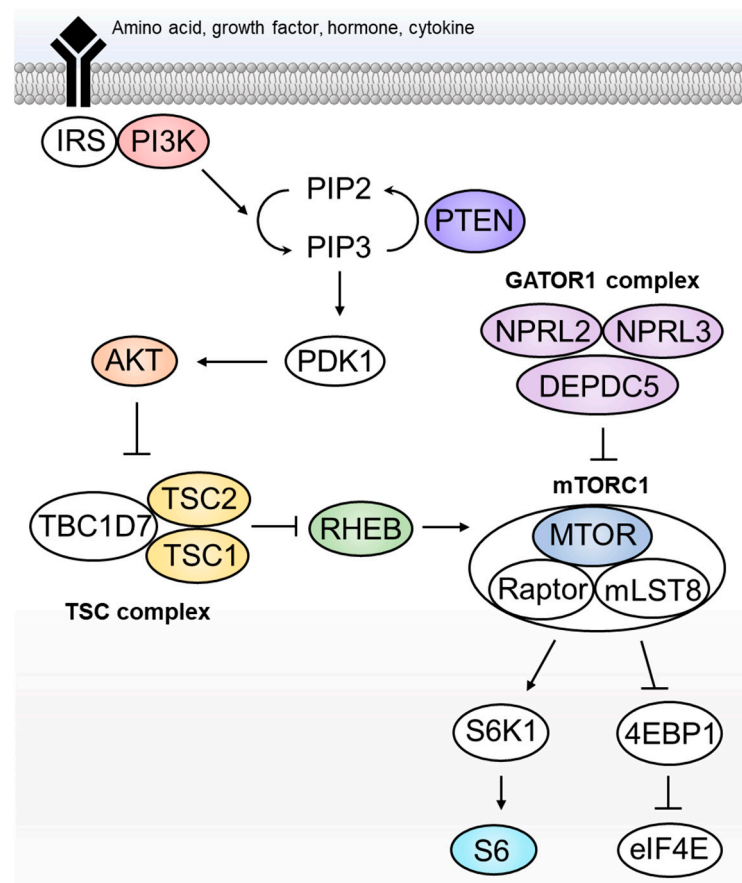 Amino acid, growth factor, hormone, cytokine
IRS
PI3K
PIP2
PTEN
PIP3
GATOR1 complex
NPRL2
NPRL3
AKT
PDK1
DEPDC5
mTORC1
TSC2
TBC1D7
RHEB
MTOR
TSC1
Raptor
mLST8
TSC complex
S6K1
4EBP1
S6
eIF4E